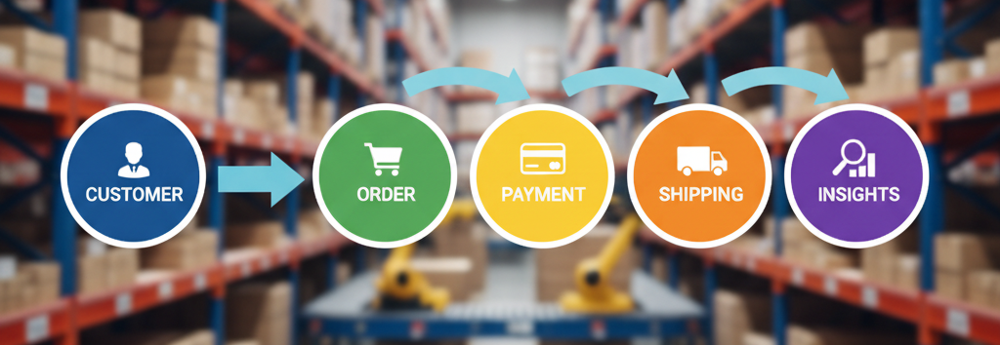 CUSTOMER
ORDER
PAYMENT
SHIPPING
INSIGHTS